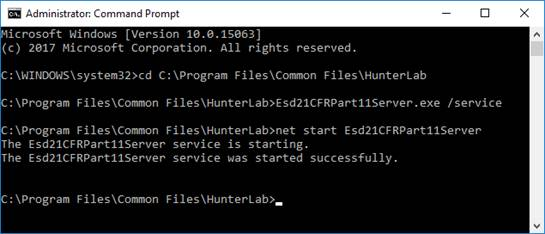 Administrator: Command Prompt
Microsoft Windows [Version 10.0.15063]
(c) 2017 Microsoft Corporation. All rights reserved.
C:\WINDOWS\system32>cd C:\Program Files\Common Files\HunterLab
C:\Program Files\Common Files\HunterLab>Esd21CFRPart11Server.exe /service
C:\Program Files\Common Files\HunterLab>net start Esd21CFRPart11Server
The Esd21CFRPart11Server service is starting.
The Esd21CFRPart11Server service was started successfully.
C:\Program Files\Common Files\HunterLab>